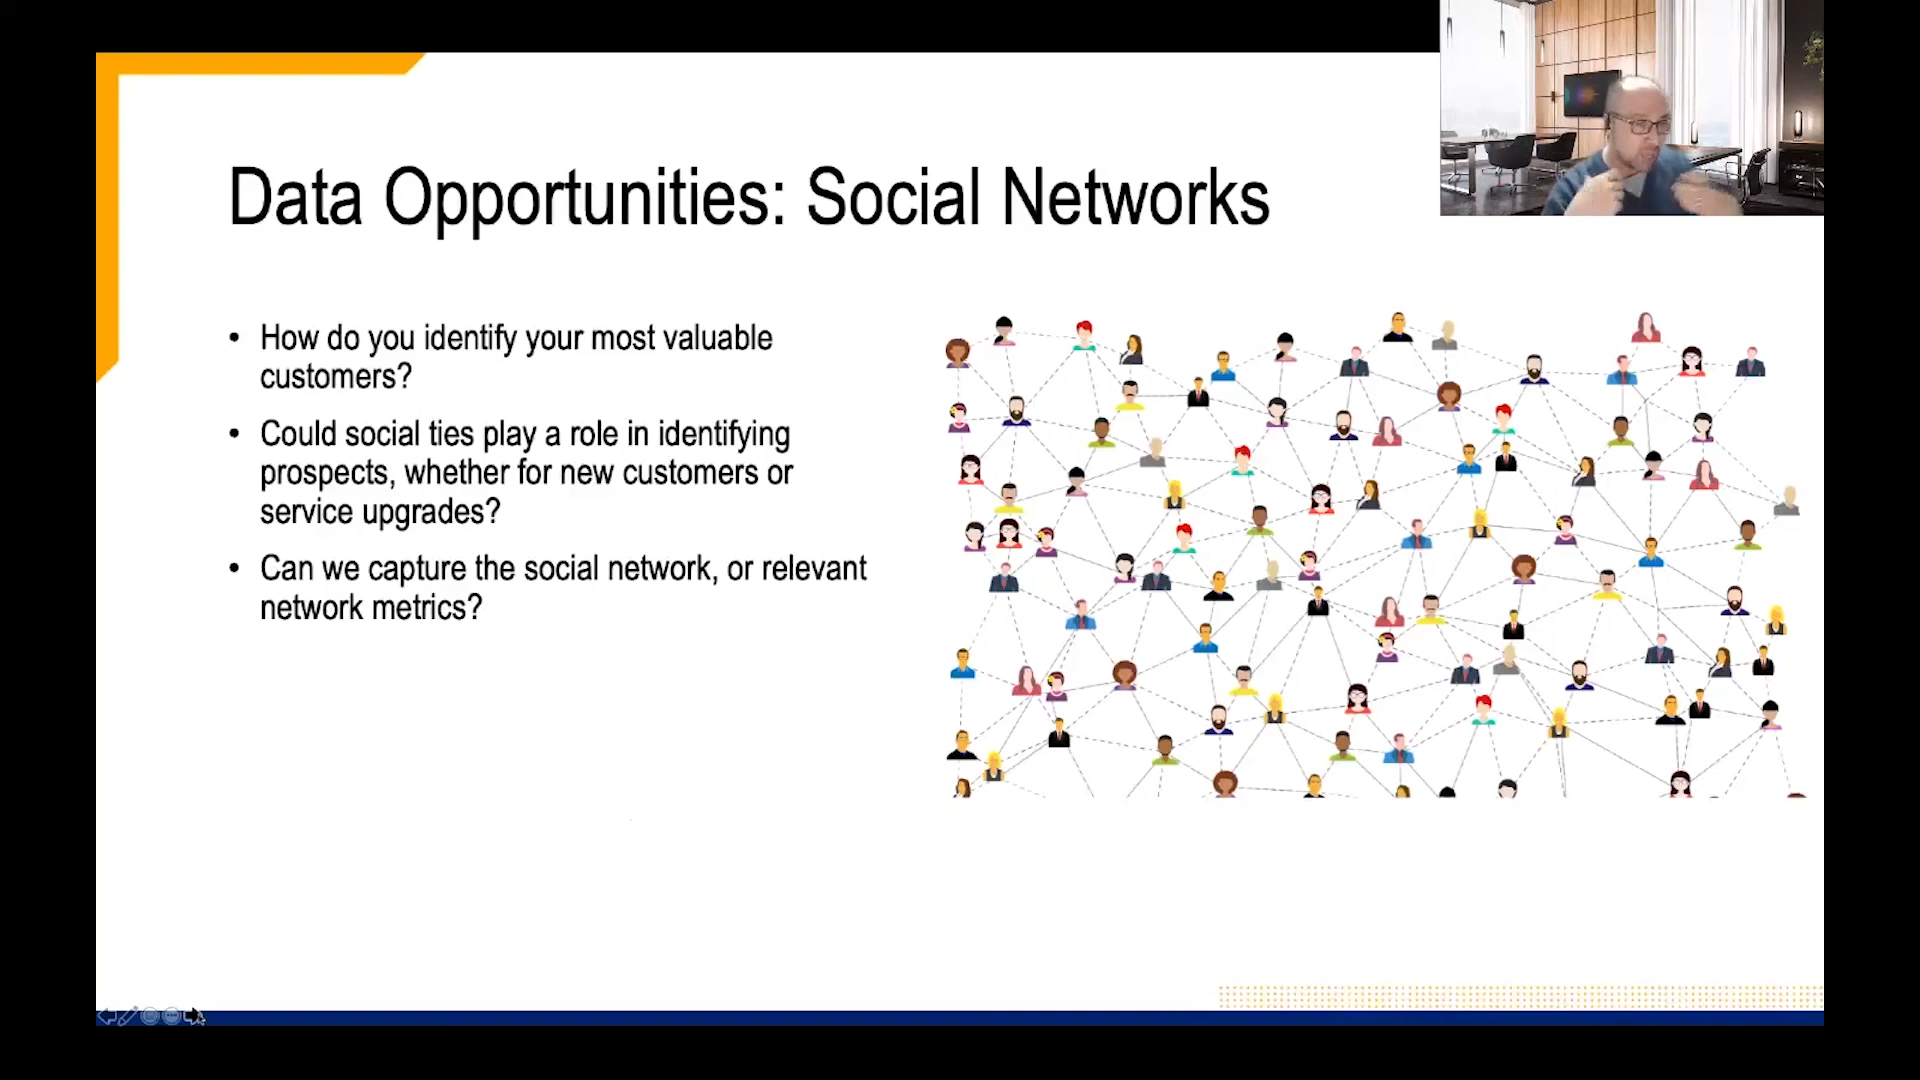 Data Opportunities: Social Networks
• How do you identify your most valuable
customers?
• Could social ties play a role in identifying
prospects, whether for new customers or
service upgrades?
• Can we capture the social network, or relevant
network metrics?